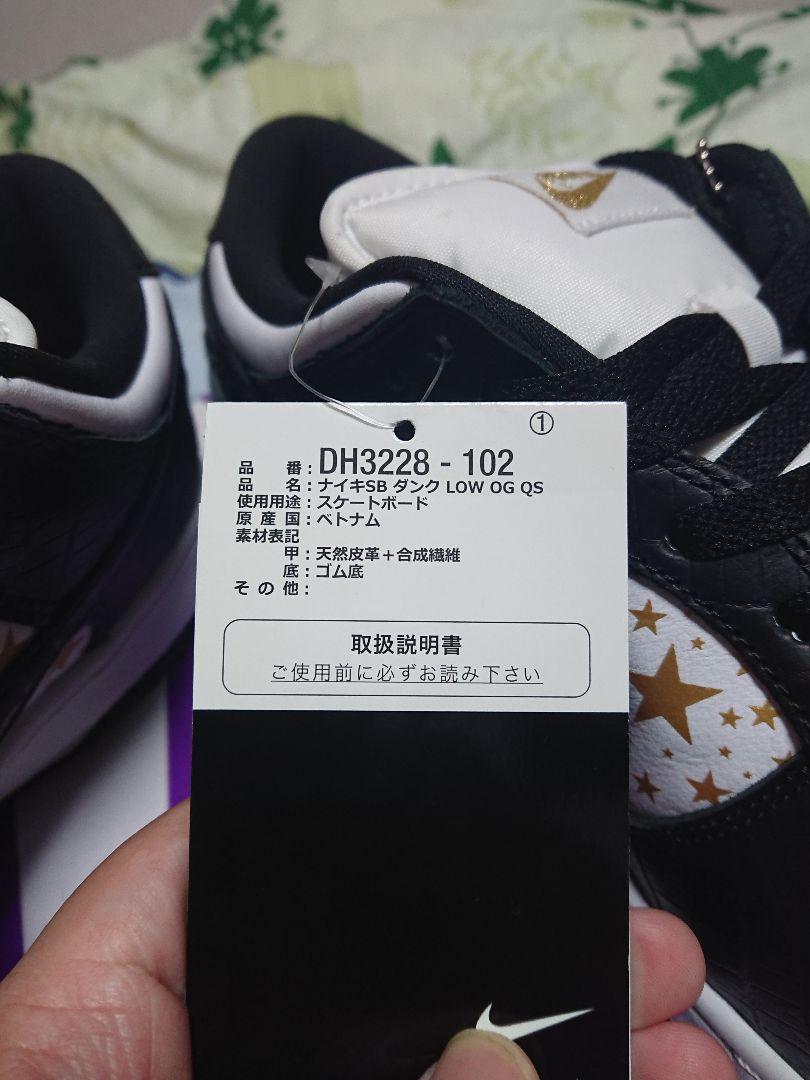 ①
品番：DH3228 - 102
品名：ナイキSB ダンク LOW OG QS
使用用途：スケートボード
原産国：ベトナム
素材表記
甲：天然皮革＋合成繊維
底：ゴム底
その他：
取扱説明書
ご使用前に必ずお読み下さい